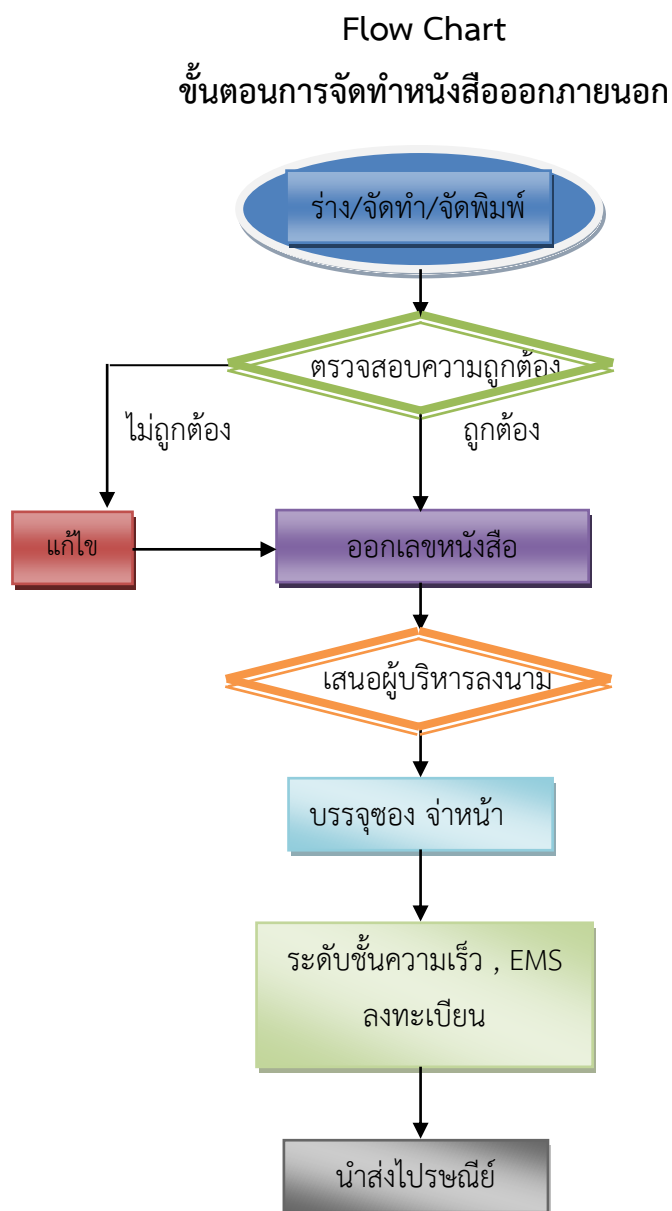 Flow Chart
ขั้นตอนการจัดทำหนังสือออกภายนอก
ร่าง/จัดทำ/จัดพิมพ์
ตรวจสอบความถูกต้อง
ไม่ถูกต้อง
ถูกต้อง
แก้ไข
ออกเลขหนังสือ
เสนอผู้บริหารลงนาม
บรรจุซอง จ่าหน้า
ระดับชั้นความเร็ว , EMS
ลงทะเบียน
นำส่งไปรษณีย์